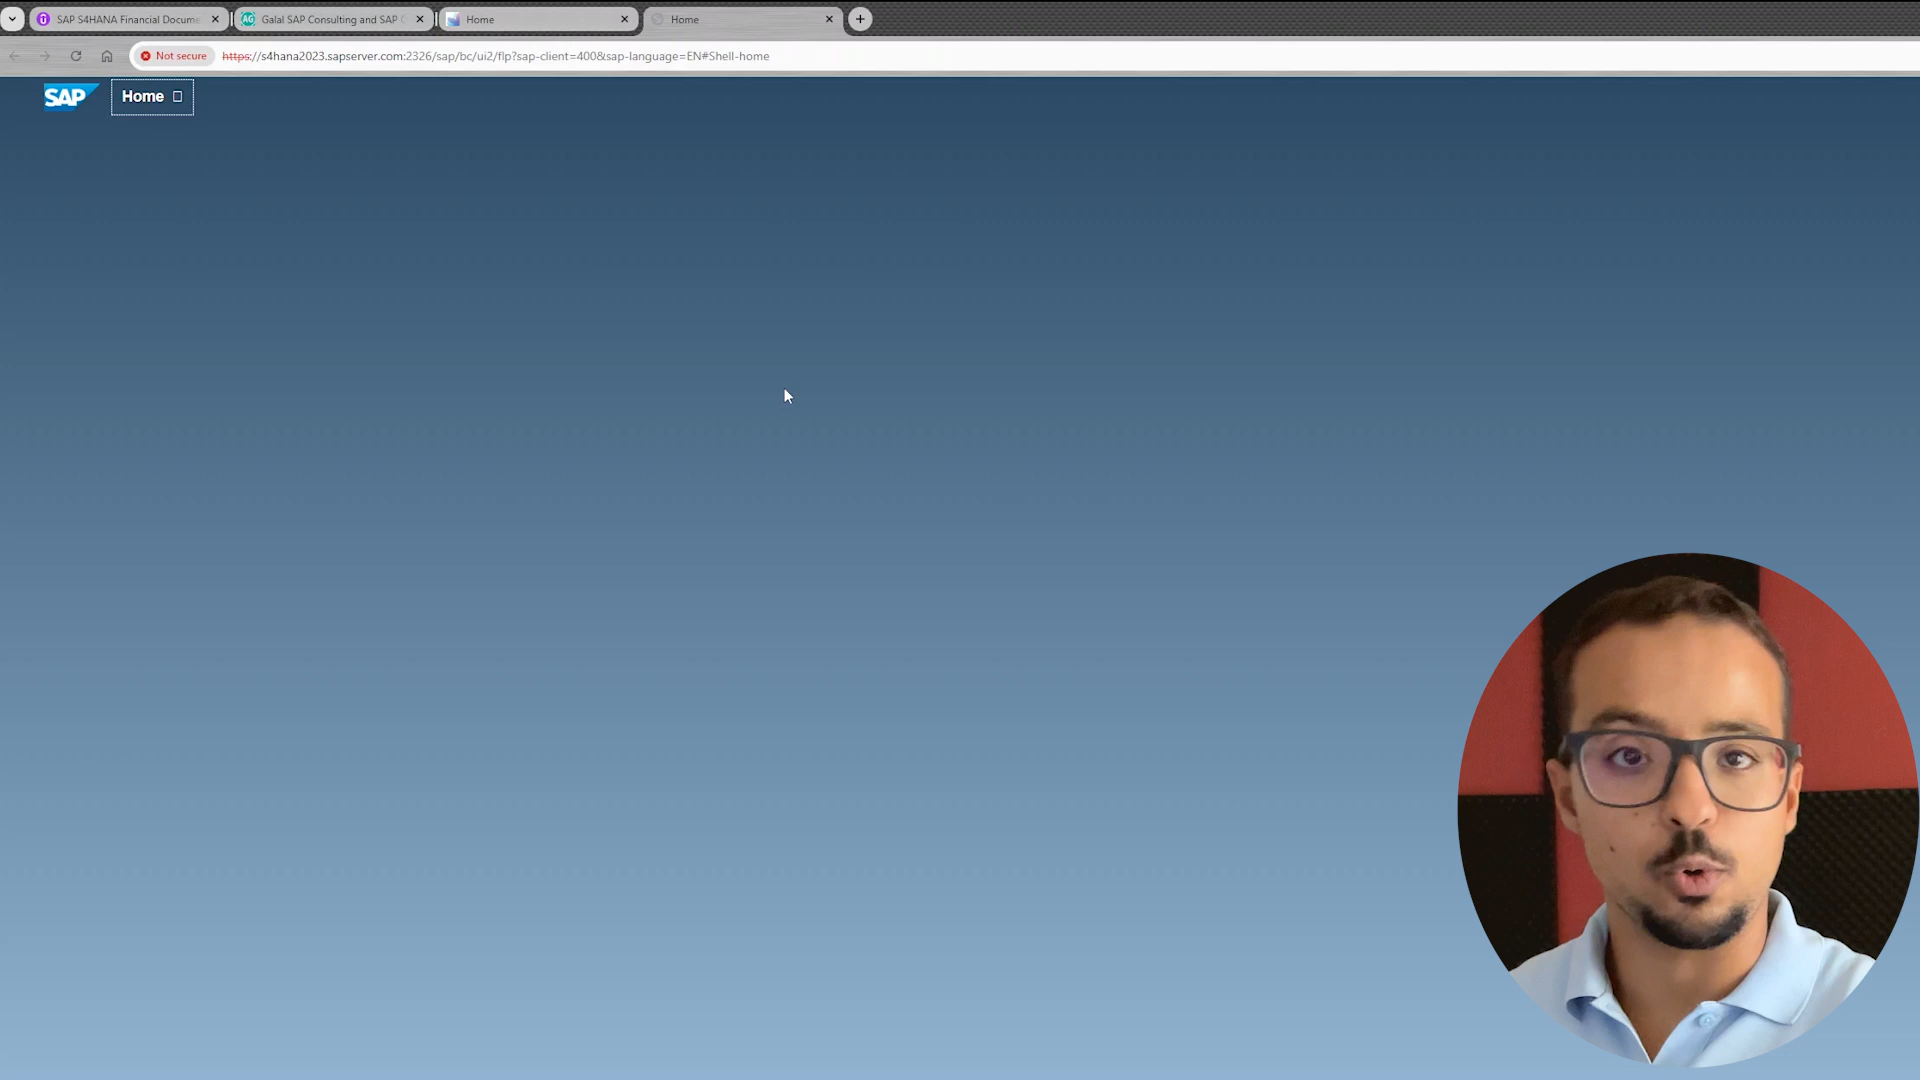 SAP S4HANA Financial Docume
Galal SAP Consulting and SAP
Home
Home
Not secure
https://s4hana2023.sapserver.com:2326/sap/bc/ui2/flp?sap-client=400&sap-language=EN#Shell-home
SAP
Home